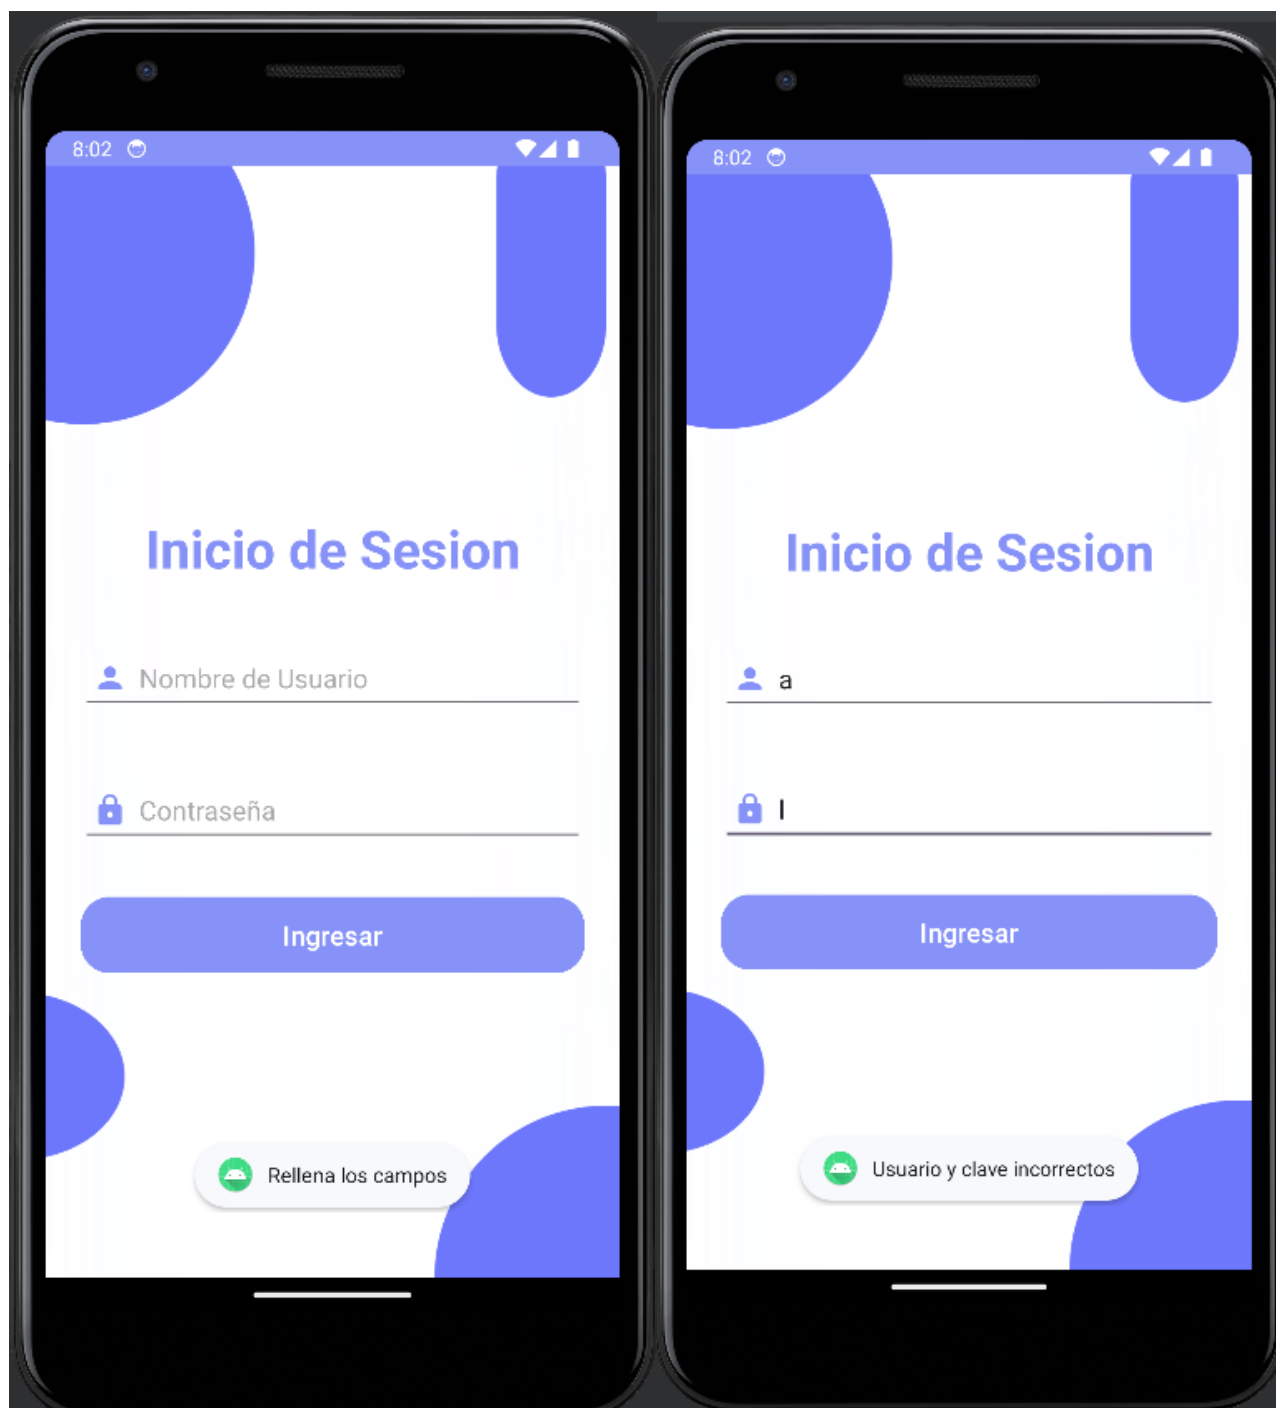 8:02
Inicio de Sesion
Nombre de Usuario
Contraseña
Ingresar
Rellena los campos
8:02
Inicio de Sesion
a
l
Ingresar
Usuario y clave incorrectos